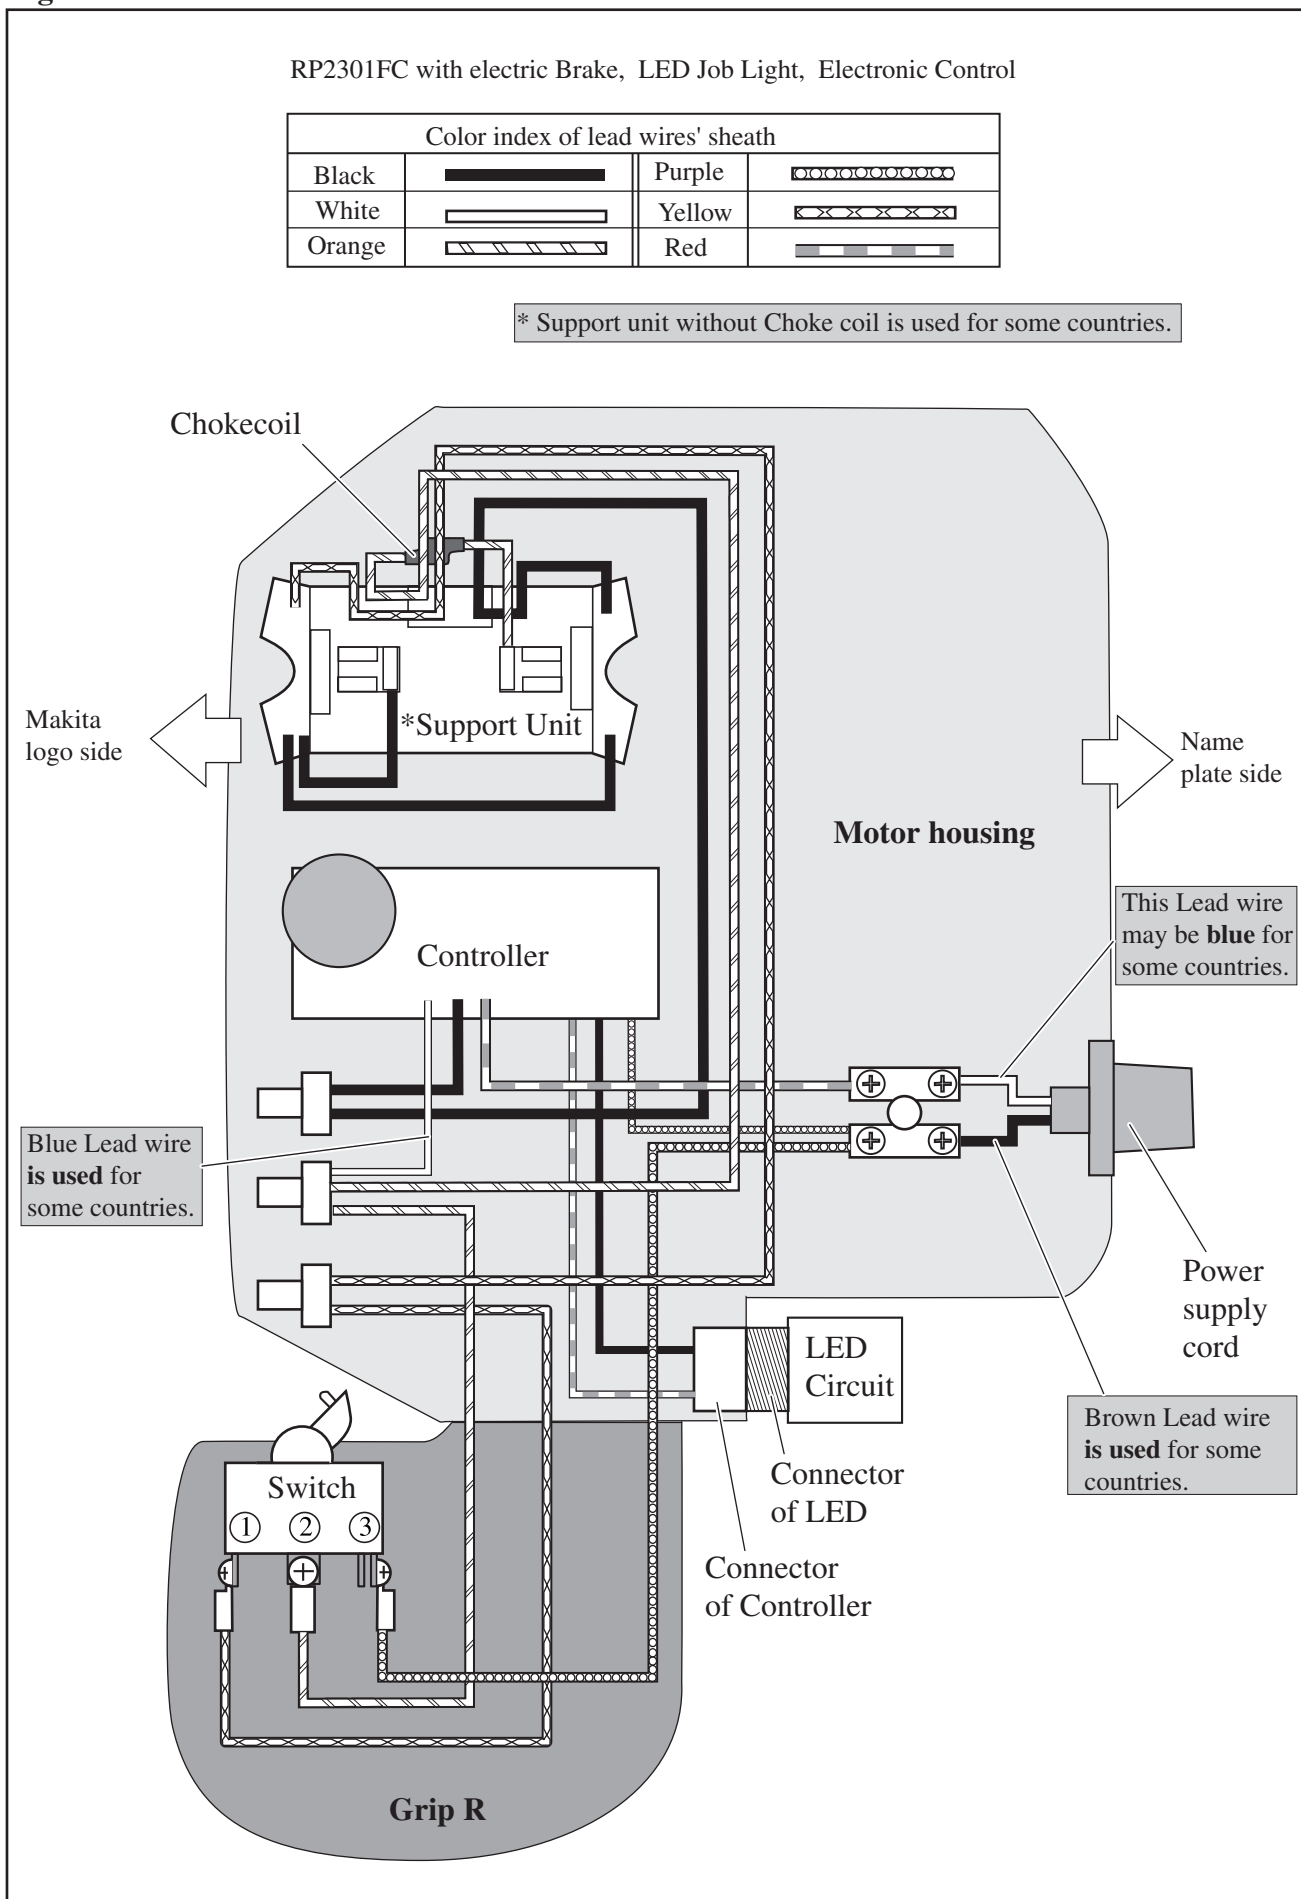 RP2301FC with electric Brake, LED Job Light, Electronic Control
Color index of lead wires' sheath
Black
Purple
White
Yellow
Orange
Red
* Support unit without Choke coil is used for some countries.
Chokecoil
*Support Unit
Makita
logo side
Name
plate side
Motor housing
This Lead wire
may be blue for
some countries.
Controller
Blue Lead wire
is used for
some countries.
Power
supply
cord
LED
Circuit
Brown Lead wire
is used for some
countries.
Connector
of LED
Connector
of Controller
Switch
1 2 3
Grip R